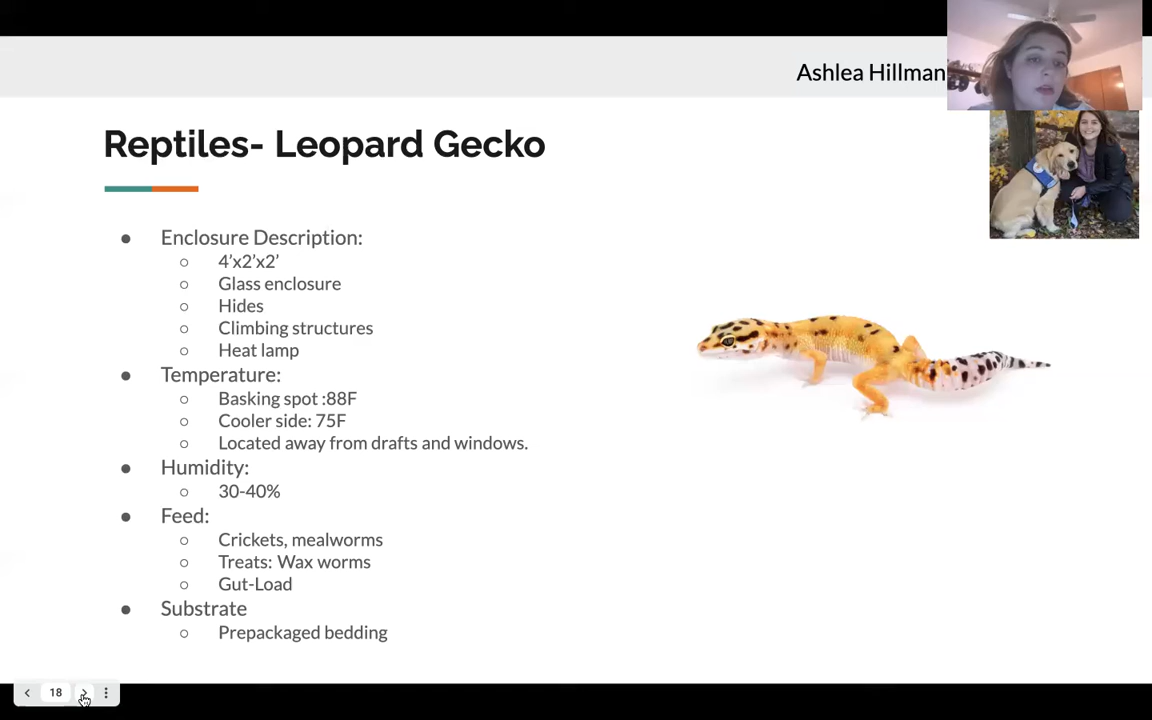 Ashlea Hillman
Reptiles- Leopard Gecko
● Enclosure Description:
○ 4'x2'x2'
○ Glass enclosure
○ Hides
○ Climbing structures
○ Heat lamp
● Temperature:
○ Basking spot :88F
○ Cooler side: 75F
○ Located away from drafts and windows.
● Humidity:
○ 30-40%
● Feed:
○ Crickets, mealworms
○ Treats: Wax worms
○ Gut-Load
● Substrate
○ Prepackaged bedding
18